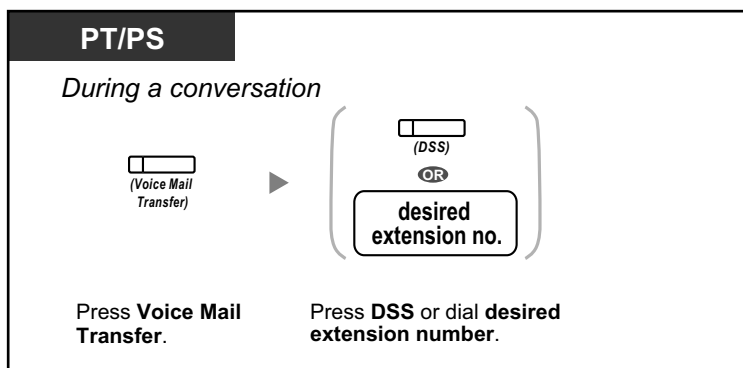 PT/PS
During a conversation
(Voice Mail
Transfer)
(DSS)
OR
desired
extension no.
Press Voice Mail
Transfer.
Press DSS or dial desired
extension number.